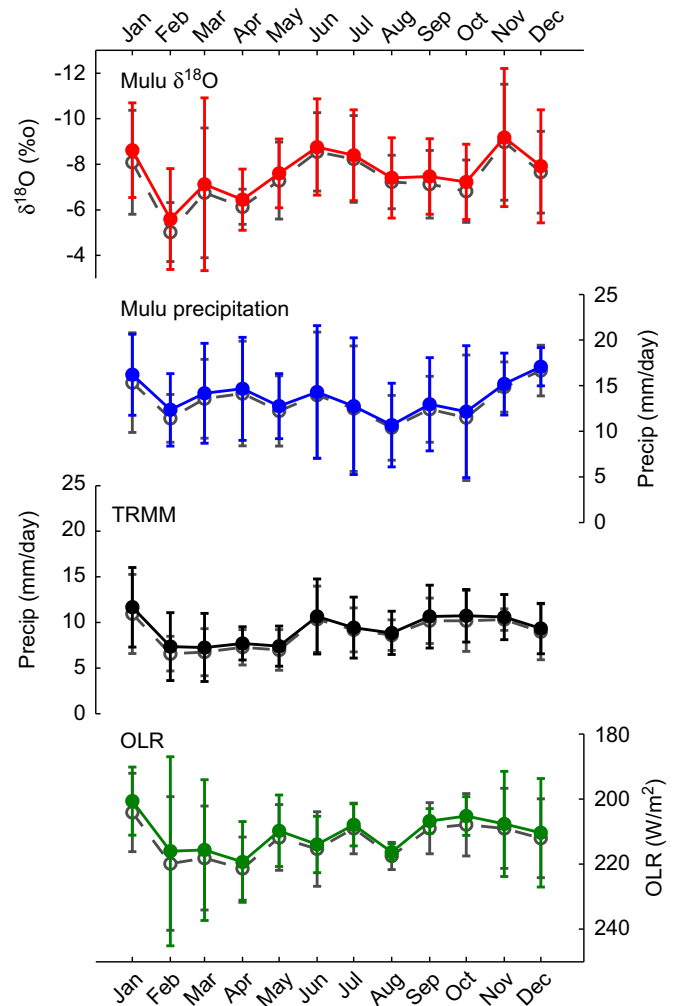 Jan Feb Mar Apr May Jun Jul Aug Sep Oct Nov Dec
Mulu δ¹⁸O
-12
-10
-8
-6
-4
δ¹⁸O (‰)
Mulu precipitation
25
20
15
10
5
0
Precip (mm/day)
TRMM
25
20
15
10
5
0
Precip (mm/day)
OLR
180
200
220
240
OLR (W/m²)
Jan Feb Mar Apr May Jun Jul Aug Sep Oct Nov Dec